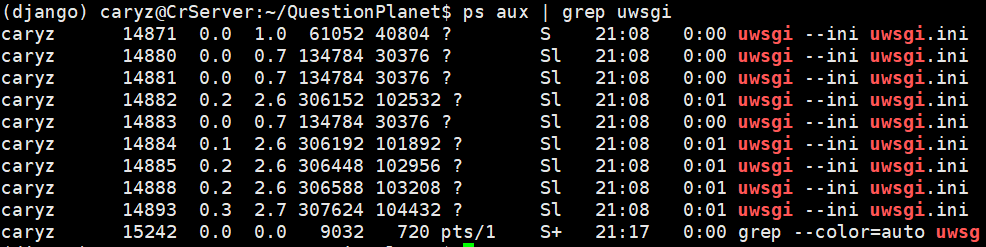 (django) caryz@CrServer:~/QuestionPlanet$ ps aux | grep uwsgi
caryz 14871 0.0 1.0 61052 40804 ? S 21:08 0:00 uwsgi --ini uwsgi.ini
caryz 14880 0.0 0.7 134784 30376 ? Sl 21:08 0:00 uwsgi --ini uwsgi.ini
caryz 14881 0.0 0.7 134784 30376 ? Sl 21:08 0:00 uwsgi --ini uwsgi.ini
caryz 14882 0.2 2.6 306152 102532 ? Sl 21:08 0:01 uwsgi --ini uwsgi.ini
caryz 14883 0.0 0.7 134784 30376 ? Sl 21:08 0:00 uwsgi --ini uwsgi.ini
caryz 14884 0.1 2.6 306192 101892 ? Sl 21:08 0:01 uwsgi --ini uwsgi.ini
caryz 14885 0.2 2.6 306448 102956 ? Sl 21:08 0:01 uwsgi --ini uwsgi.ini
caryz 14888 0.2 2.6 306588 103208 ? Sl 21:08 0:01 uwsgi --ini uwsgi.ini
caryz 14893 0.3 2.7 307624 104432 ? Sl 21:08 0:01 uwsgi --ini uwsgi.ini
caryz 15242 0.0 0.0 9032 720 pts/1 S+ 21:17 0:00 grep --color=auto uwsg